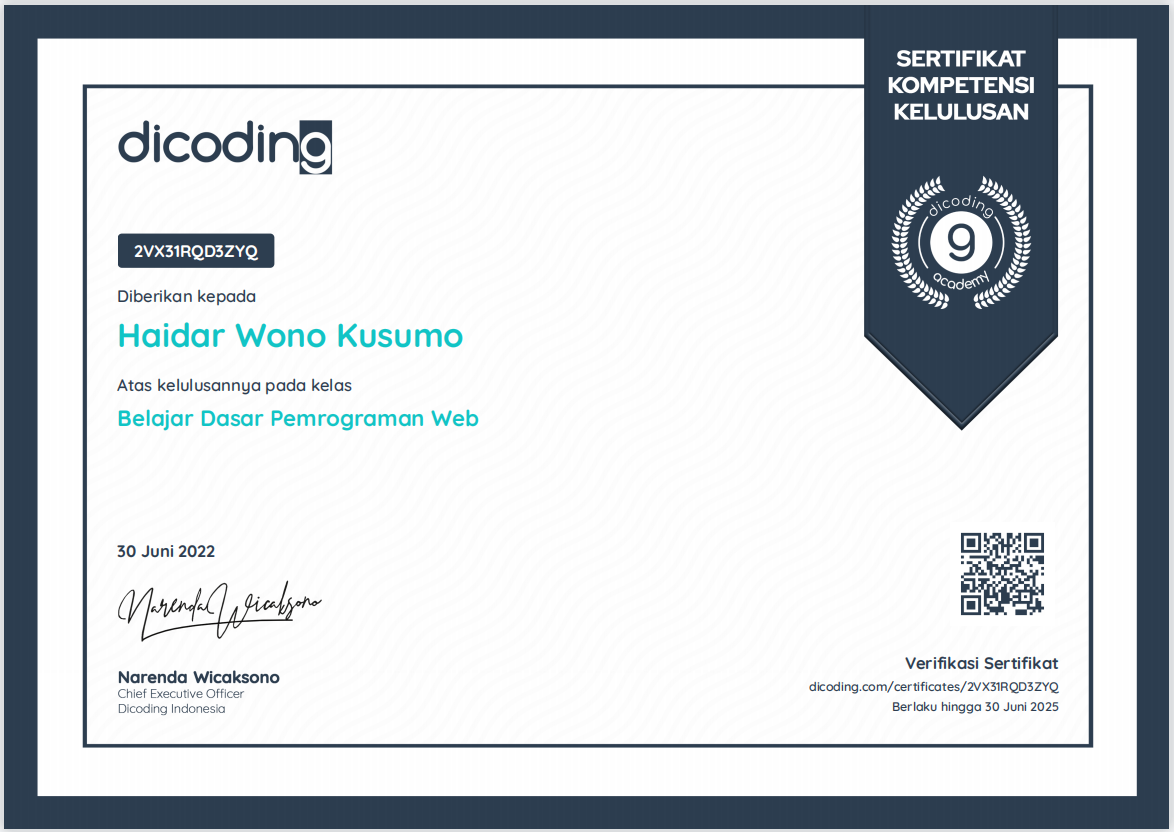 SERTIFIKAT
KOMPETENSI
KELULUSAN
dicoding
dicoding
g
academy
2VX31RQD3ZYQ
Diberikan kepada
Haidar Wono Kusumo
Atas kelulusannya pada kelas
Belajar Dasar Pemrograman Web
30 Juni 2022
Narenda Wicaksono
Narenda Wicaksono
Chief Executive Officer
Dicoding Indonesia
Verifikasi Sertifikat
dicoding.com/certificates/2VX31RQD3ZYQ
Berlaku hingga 30 Juni 2025